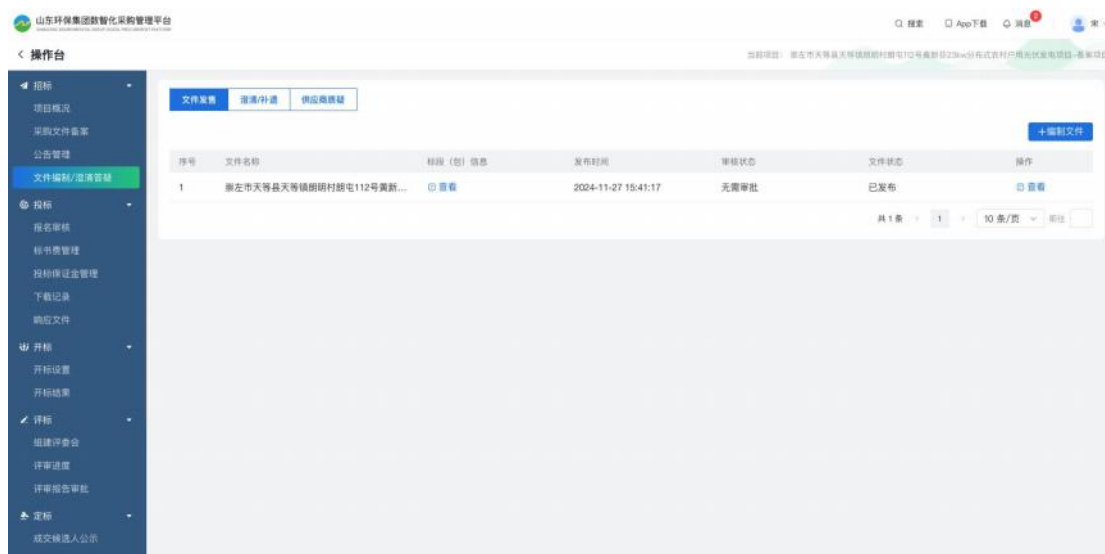 山东环保集团数智化采购管理平台
搜索 App下载 消息
宋
操作台
招标
项目概况
采购文件备案
公告管理
文件编制/澄清答疑
投标
报名审核
标书费管理
投标保证金管理
下载记录
响应文件
开标
开标设置
开标结果
评标
组建评委会
评审进度
评审报告审批
定标
成交候选人公示
文件发售 澄清/补遗 供应商质疑
+编制文件
序号 文件名称 标段（包）信息 发布时间 审核状态 文件状态 操作
1 崇左市天等县天等镇朗明村朗屯112号黄新... 查看 2024-11-27 15:41:17 无需审批 已发布 查看
共 1 条 1 10 条/页 前往